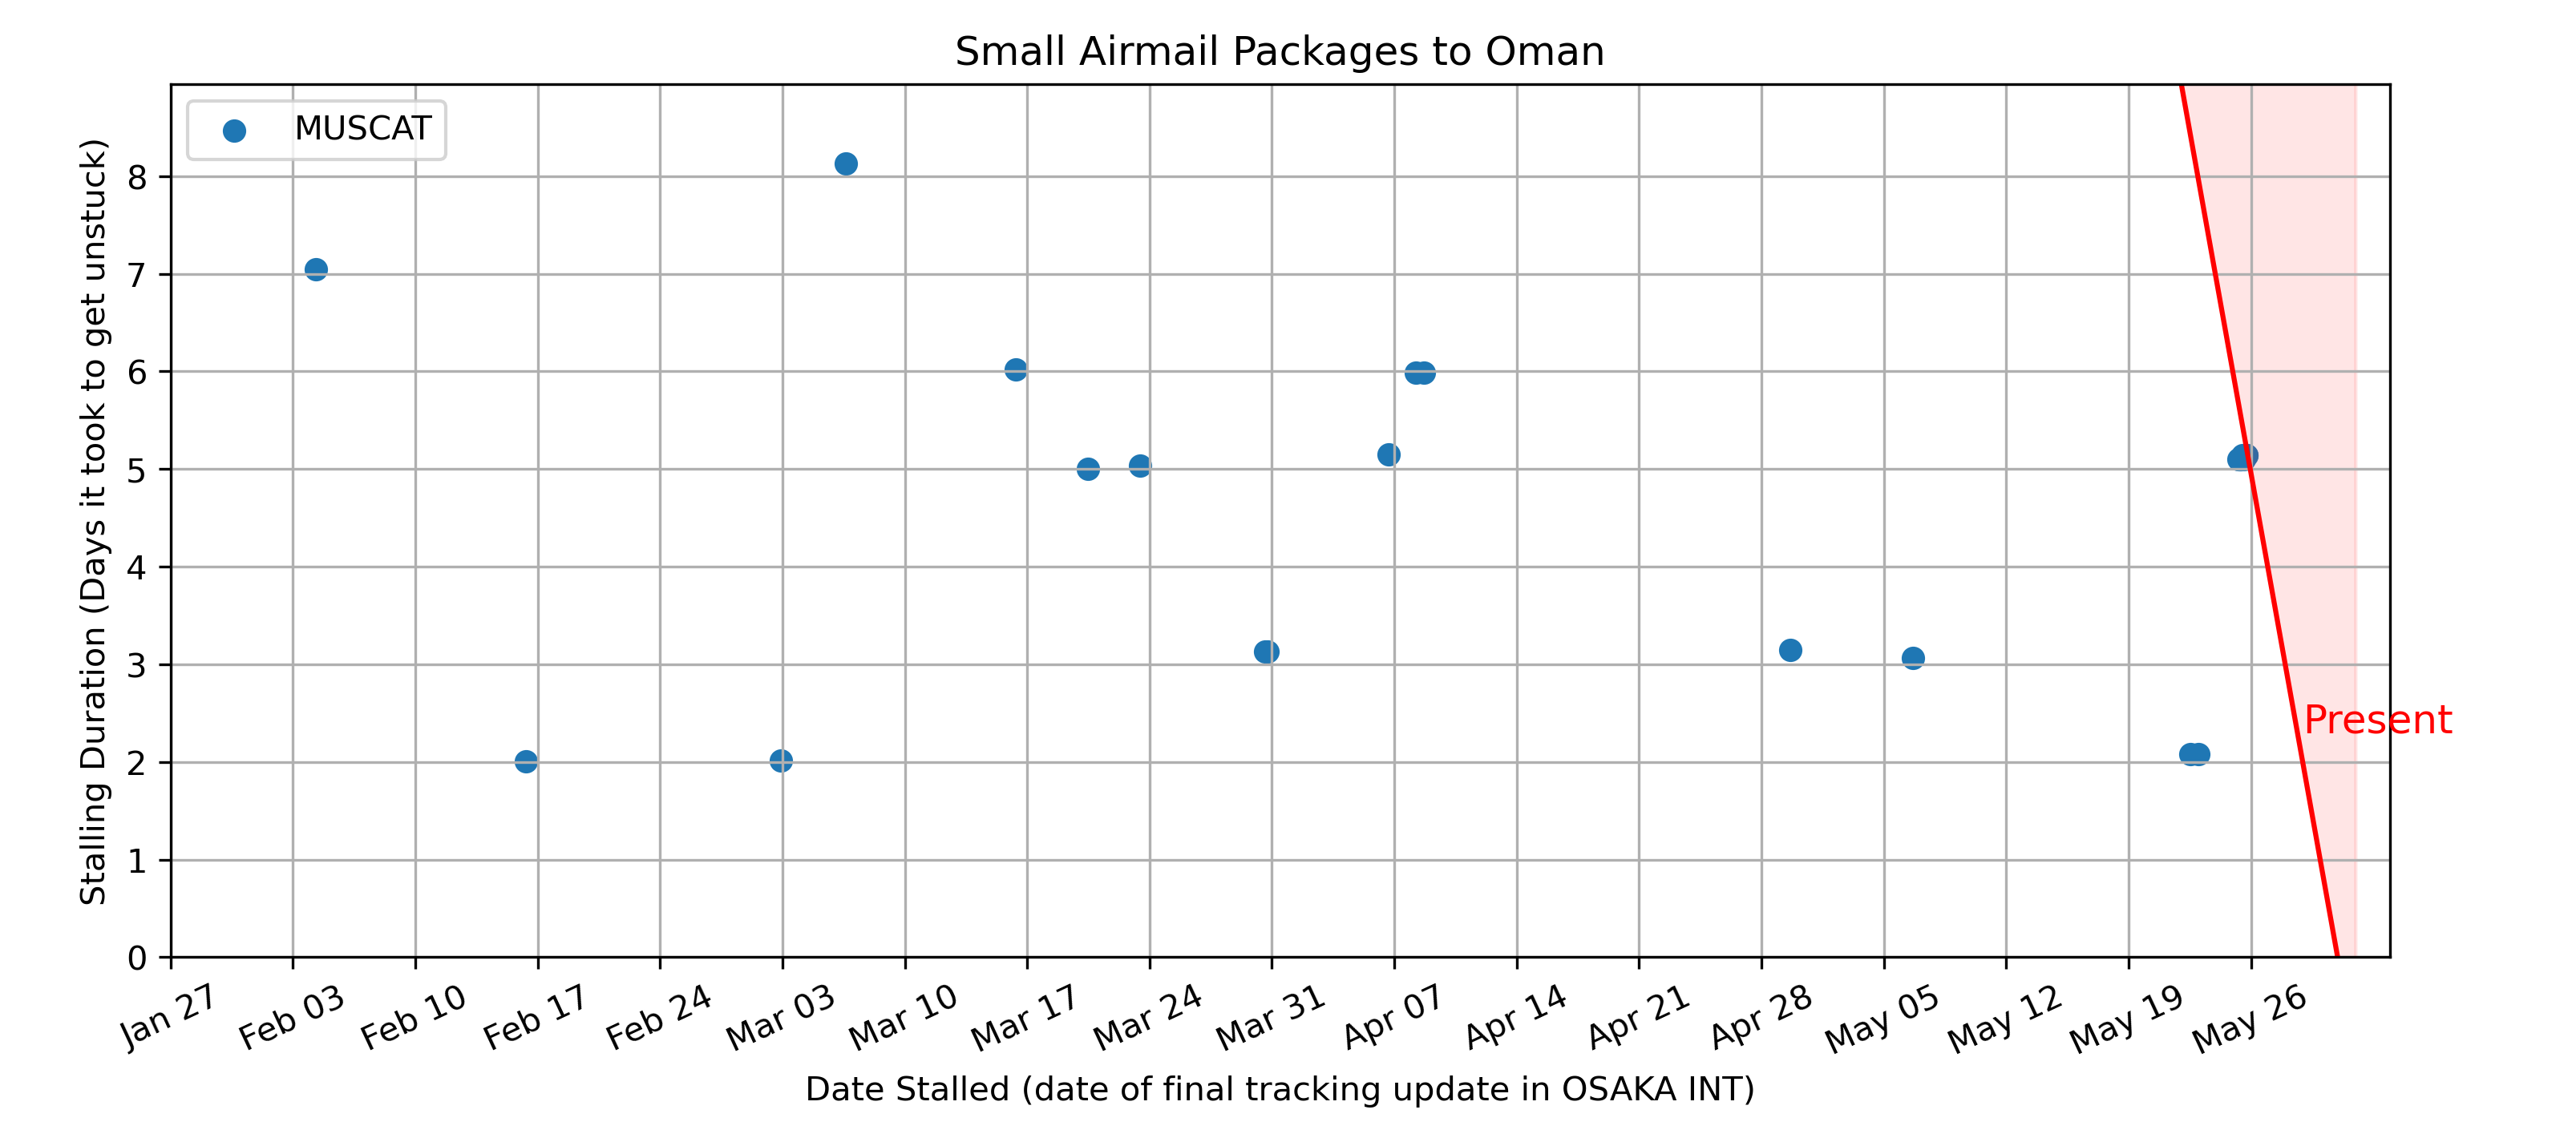 Small Airmail Packages to Oman
MUSCAT
Stalling Duration (Days it took to get unstuck)
8
7
6
5
4
3
2
1
0
Present
Jan 27 Feb 03 Feb 10 Feb 17 Feb 24 Mar 03 Mar 10 Mar 17 Mar 24 Mar 31 Apr 07 Apr 14 Apr 21 Apr 28 May 05 May 12 May 19 May 26
Date Stalled (date of final tracking update in OSAKA INT)